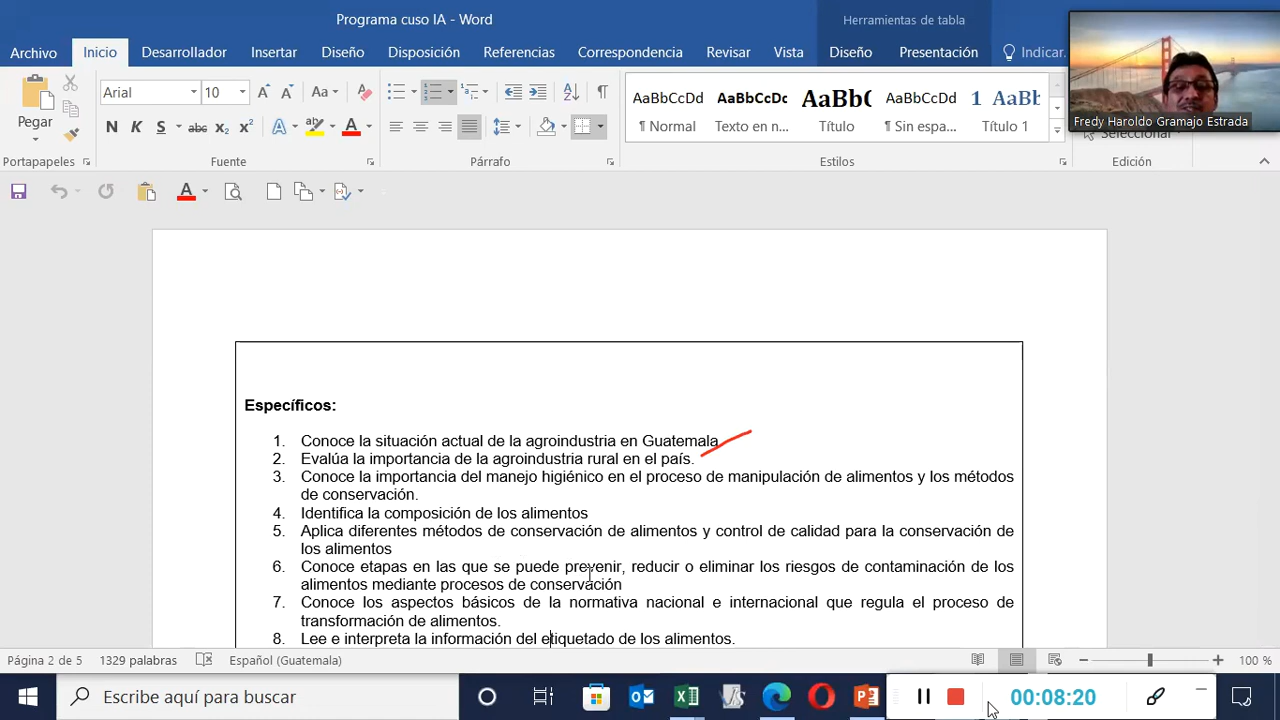 Programa cuso IA - Word
Herramientas de tabla
Archivo Inicio Desarrollador Insertar Diseño Disposición Referencias Correspondencia Revisar Vista Diseño Presentación Indicar
Pegar
Arial 10
Aa
N K S abc x₂ x² A A
AaBbCcDd AaBbCcDc AaBbC AaBbCcDd 1 AaBbC
¶ Normal Texto en n... ¶ Título ¶ Sin espa... ¶ Título 1
Fredy Haroldo Gramajo Estrada
Seleccionar
Portapapeles Fuente Párrafo Estilos Edición
Específicos:
1. Conoce la situación actual de la agroindustria en Guatemala
2. Evalúa la importancia de la agroindustria rural en el país.
3. Conoce la importancia del manejo higiénico en el proceso de manipulación de alimentos y los métodos
de conservación.
4. Identifica la composición de los alimentos
5. Aplica diferentes métodos de conservación de alimentos y control de calidad para la conservación de
los alimentos
6. Conoce etapas en las que se puede prevenir, reducir o eliminar los riesgos de contaminación de los
alimentos mediante procesos de conservación
7. Conoce los aspectos básicos de la normativa nacional e internacional que regula el proceso de
transformación de alimentos.
8. Lee e interpreta la información del etiquetado de los alimentos.
Página 2 de 5 1329 palabras Español (Guatemala) 100 %
Escribe aquí para buscar
00:08:20